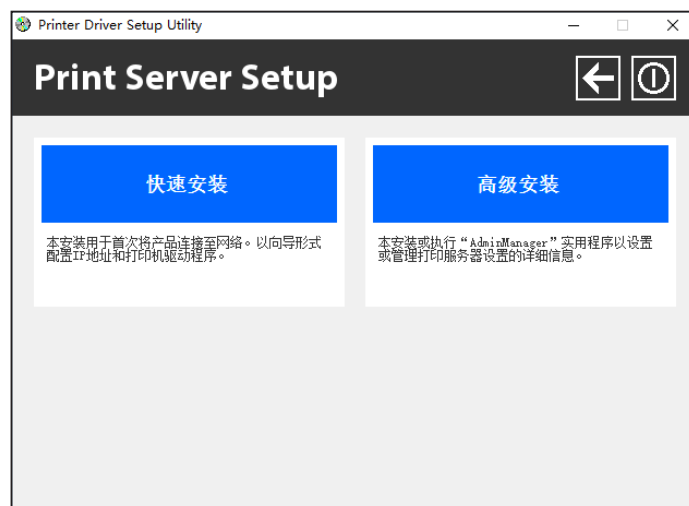 Printer Driver Setup Utility
Print Server Setup
快速安装
本安装用于首次将产品连接至网络。以向导形式
配置IP地址和打印机驱动程序。
高级安装
本安装或执行“AdminManager”实用程序以设置
或管理打印服务器设置的详细信息。